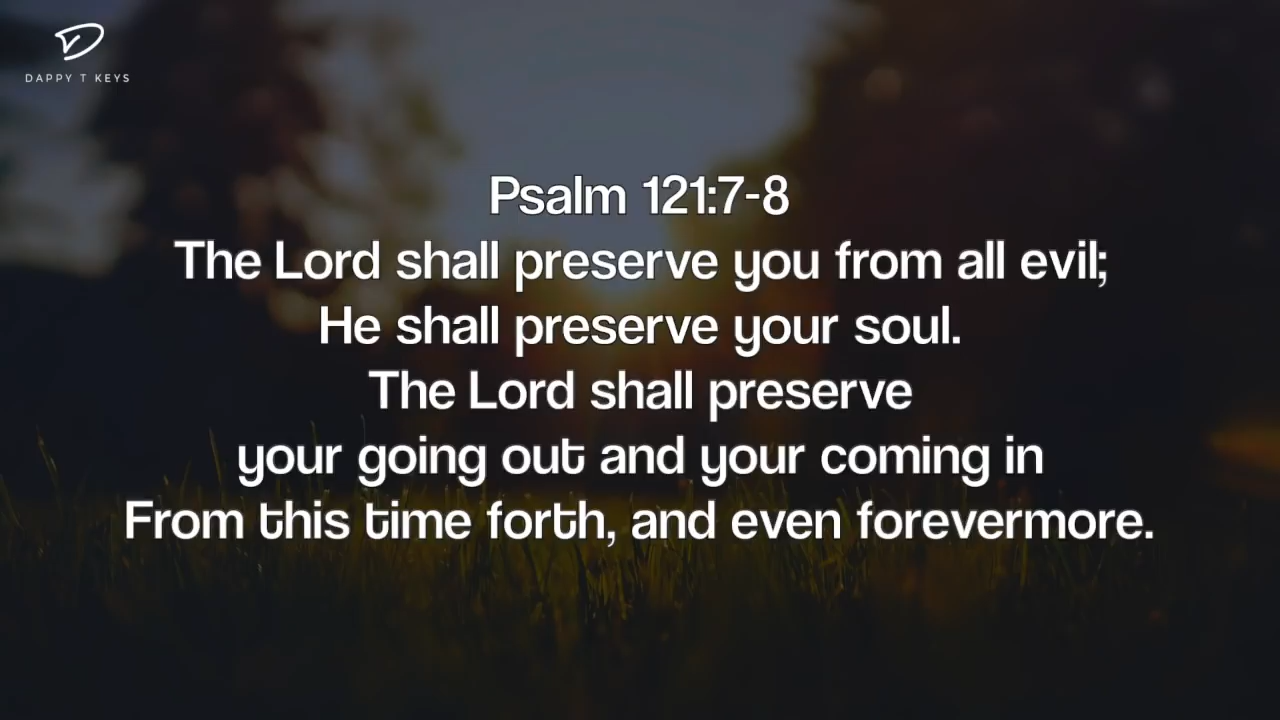 DAPPY T KEYS
Psalm 121:7-8
The Lord shall preserve you from all evil;
He shall preserve your soul.
The Lord shall preserve
your going out and your coming in
From this time forth, and even forevermore.